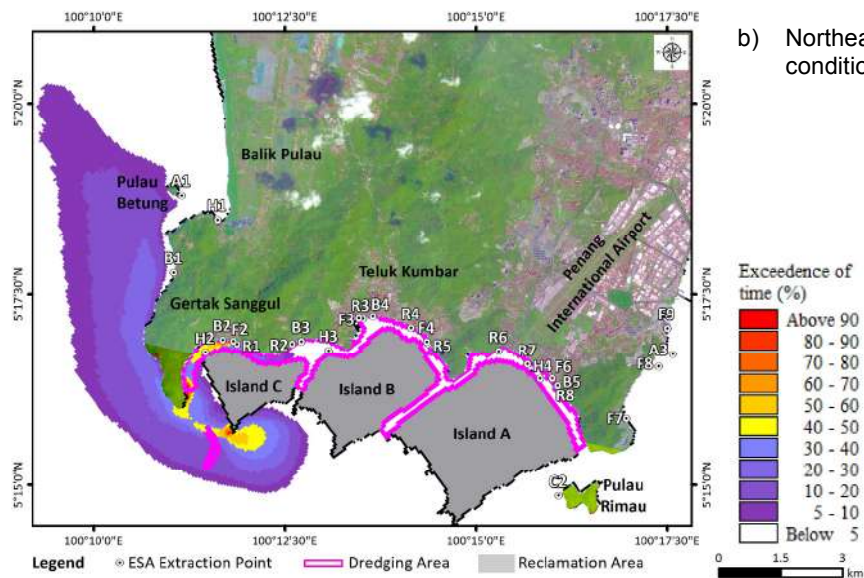 100°10'0"E 100°12'30"E 100°15'0"E 100°17'30"E
b) Northea
conditio
5°20'0"N 5°20'0"N
Balik Pulau
Pulau
Betung
A1
H1
B1
Penang
International Airport
Teluk Kumbar
5°17'30"N 5°17'30"N
Gertak Sanggul
B2 F2 H2 R1 R2 B3 H3 F3 R3 B4 R4 F4 R5 R6 R7 H4 F6 B5 R8 F7 F8 A3 F9
Island C
Island B
Island A
5°15'0"N 5°15'0"N
C2
Pulau
Rimau
100°10'0"E 100°12'30"E 100°15'0"E 100°17'30"E
Legend ESA Extraction Point Dredging Area Reclamation Area
Exceedence of
time (%)
Above 90
80 - 90
70 - 80
60 - 70
50 - 60
40 - 50
30 - 40
20 - 30
10 - 20
5 - 10
Below 5
0 1.5 3
km